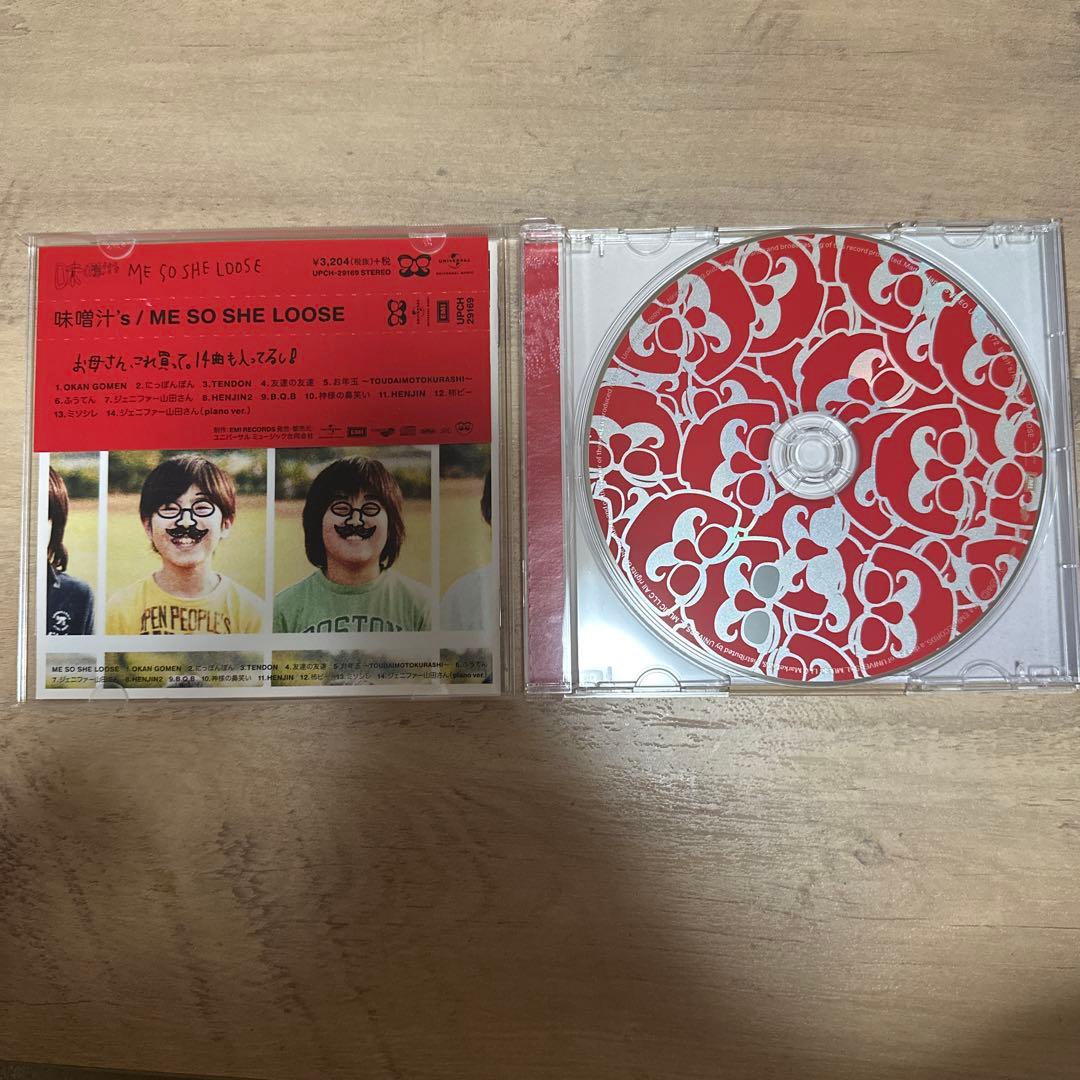 味噌汁's ME SO SHE LOOSE
¥3,204(税抜)+税
UPCH-29169 STEREO
UNIVERSAL
UNIVERSAL MUSIC
味噌汁's / ME SO SHE LOOSE
EMI
UPCH
29169
お母さん、これ買って。14曲も入ってるし!
1.OKAN GOMEN 2.にっぽんぽん 3.TENDON 4.友達の友達 5.お年玉 〜TOUDAIMOTOKURASHI〜
6.ふうてん 7.ジェニファー山田さん 8.HENJIN2 9.B.Q.B 10.神様の鼻笑い 11.HENJIN 12.柿ピー
13.ミソシレ 14.ジェニファー山田さん(piano ver.)
制作:EMI RECORDS 発売・販売元:
ユニバーサル ミュージック合同会社
EMI
PEN PEOPLE'S
BOSTON
ME SO SHE LOOSE 1.OKAN GOMEN 2.にっぽんぽん 3.TENDON 4.友達の友達 5.お年玉 〜TOUDAIMOTOKURASHI〜 6.ふうてん
7.ジェニファー山田さん 8.HENJIN2 9.B.Q.B 10.神様の鼻笑い 11.HENJIN 12.柿ピー 13.ミソシレ 14.ジェニファー山田さん(piano ver.)